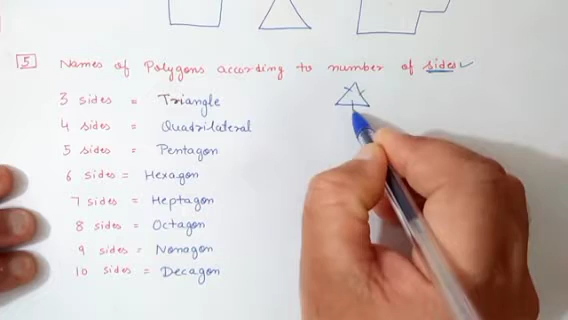 5 Names of Polygons according to number of sides
3 sides = Triangle
4 sides = Quadrilateral
5 sides = Pentagon
6 sides = Hexagon
7 sides = Heptagon
8 sides = Octagon
9 sides = Nonagon
10 sides = Decagon